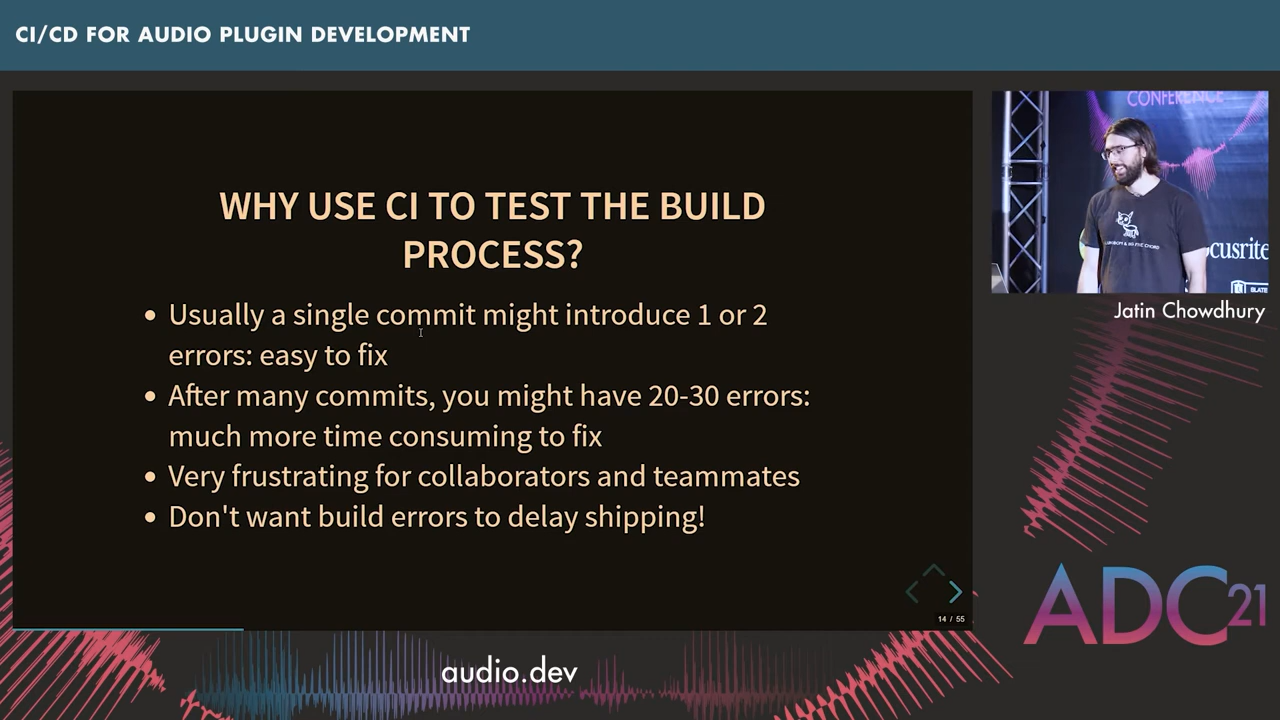 CI/CD FOR AUDIO PLUGIN DEVELOPMENT
CONFERENCE
WHY USE CI TO TEST THE BUILD
PROCESS?
Usually a single commit might introduce 1 or 2
errors: easy to fix
After many commits, you might have 20-30 errors:
much more time consuming to fix
Very frustrating for collaborators and teammates
Don't want build errors to delay shipping!
14 / 55
cusrite
Jatin Chowdhury
ADC21
audio.dev